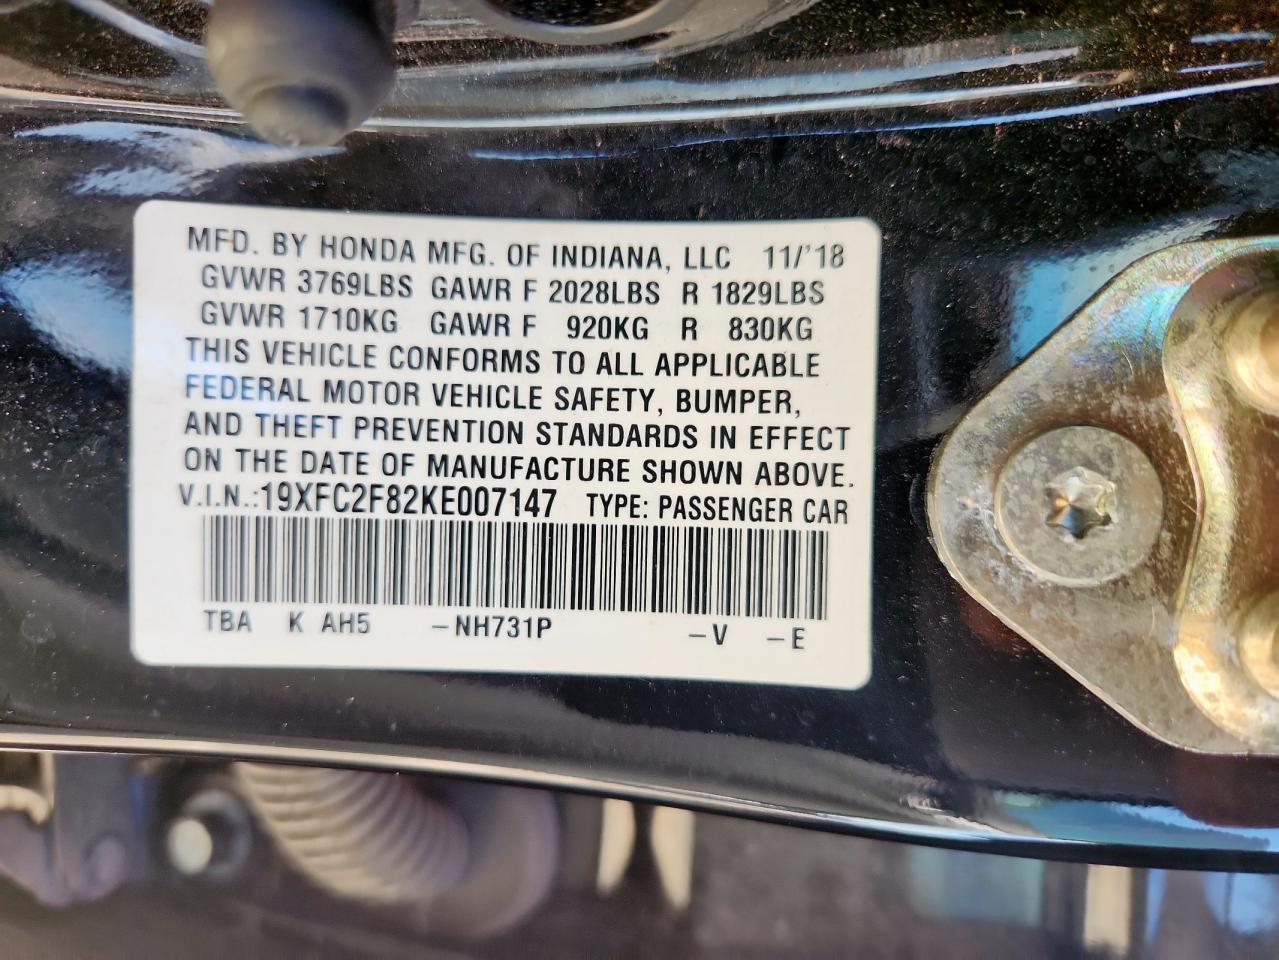 MFD. BY HONDA MFG. OF INDIANA, LLC 11/'18
GVWR 3769LBS GAWR F 2028LBS R 1829LBS
GVWR 1710KG GAWR F 920KG R 830KG
THIS VEHICLE CONFORMS TO ALL APPLICABLE
FEDERAL MOTOR VEHICLE SAFETY, BUMPER,
AND THEFT PREVENTION STANDARDS IN EFFECT
ON THE DATE OF MANUFACTURE SHOWN ABOVE.
V.I.N.:19XFC2F82KE007147 TYPE: PASSENGER CAR
TBA K AH5 -NH731P -V -E